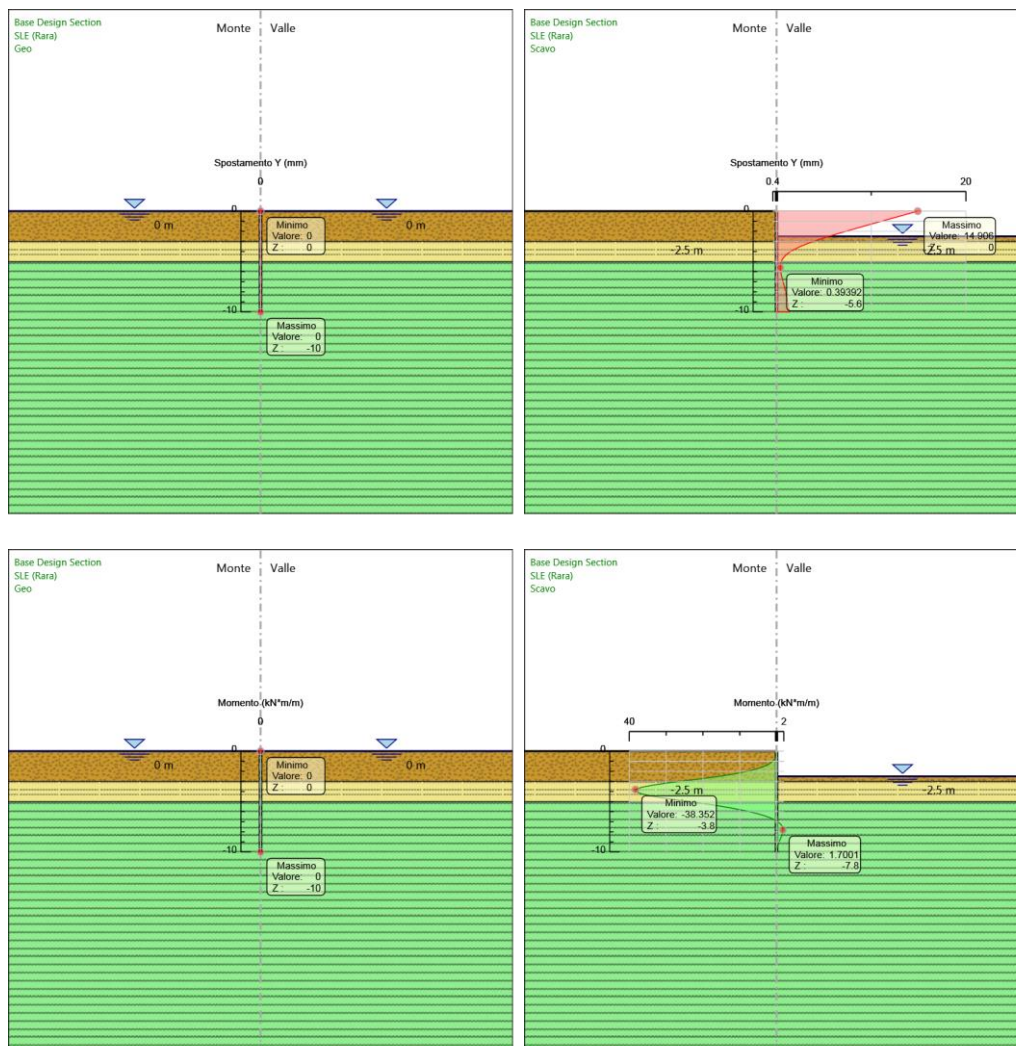 Base Design Section
SLE (Rara)
Geo
Monte Valle
Spostamento Y (mm)
0
0
0 m
0 m
Minimo
Valore: 0
Z : 0
-10
Massimo
Valore: 0
Z : -10
Base Design Section
SLE (Rara)
Scavo
Monte Valle
Spostamento Y (mm)
0.4
20
0
Massimo
Valore: 14.906
Z : 0
-2.5 m
-2.5 m
Minimo
Valore: 0.39392
Z : -5.6
-10
Base Design Section
SLE (Rara)
Geo
Monte Valle
Momento (kN*m/m)
0
0
0 m
0 m
Minimo
Valore: 0
Z : 0
-10
Massimo
Valore: 0
Z : -10
Base Design Section
SLE (Rara)
Scavo
Monte Valle
Momento (kN*m/m)
40
2
0
-2.5 m
-2.5 m
Minimo
Valore: -38.352
Z : -3.8
Massimo
Valore: 1.7001
Z : -7.8
-10